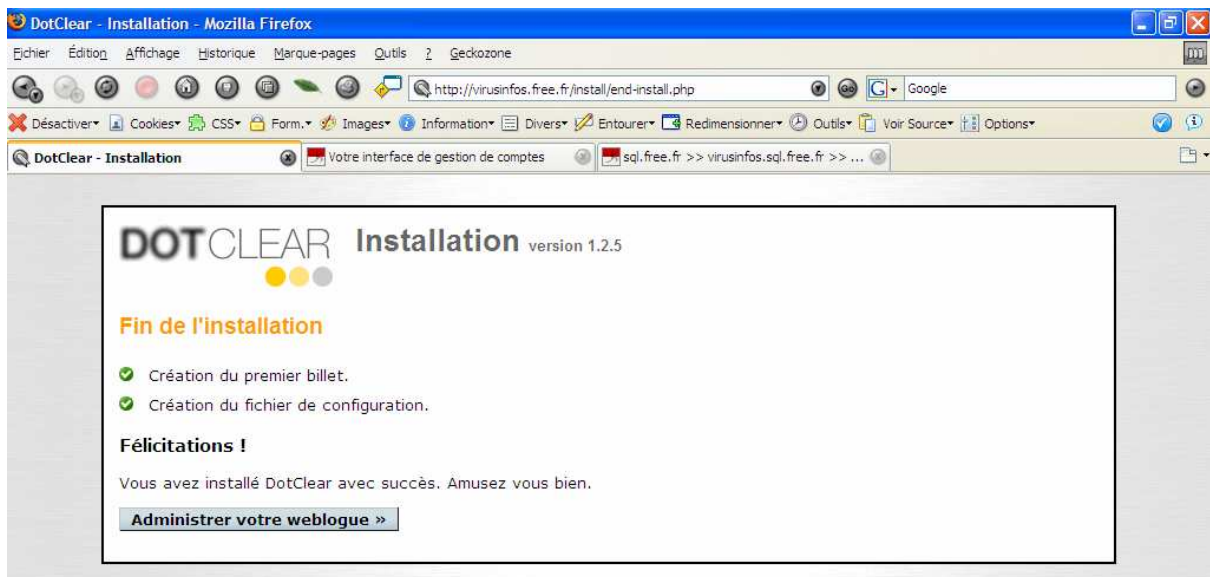 DotClear - Installation - Mozilla Firefox
Fichier Édition Affichage Historique Marque-pages Outils ? Geckozone
http://virusinfos.free.fr/install/end-install.php Go G Google
Désactiver Cookies CSS Form. Images Information Divers Entourer Redimensionner Outils Voir Source Options
DotClear - Installation Votre interface de gestion de comptes sql.free.fr >> virusinfos.sql.free.fr >> ...
DOTCLEAR Installation version 1.2.5
Fin de l'installation
Création du premier billet.
Création du fichier de configuration.
Félicitations !
Vous avez installé DotClear avec succès. Amusez vous bien.
Administrer votre weblogue »